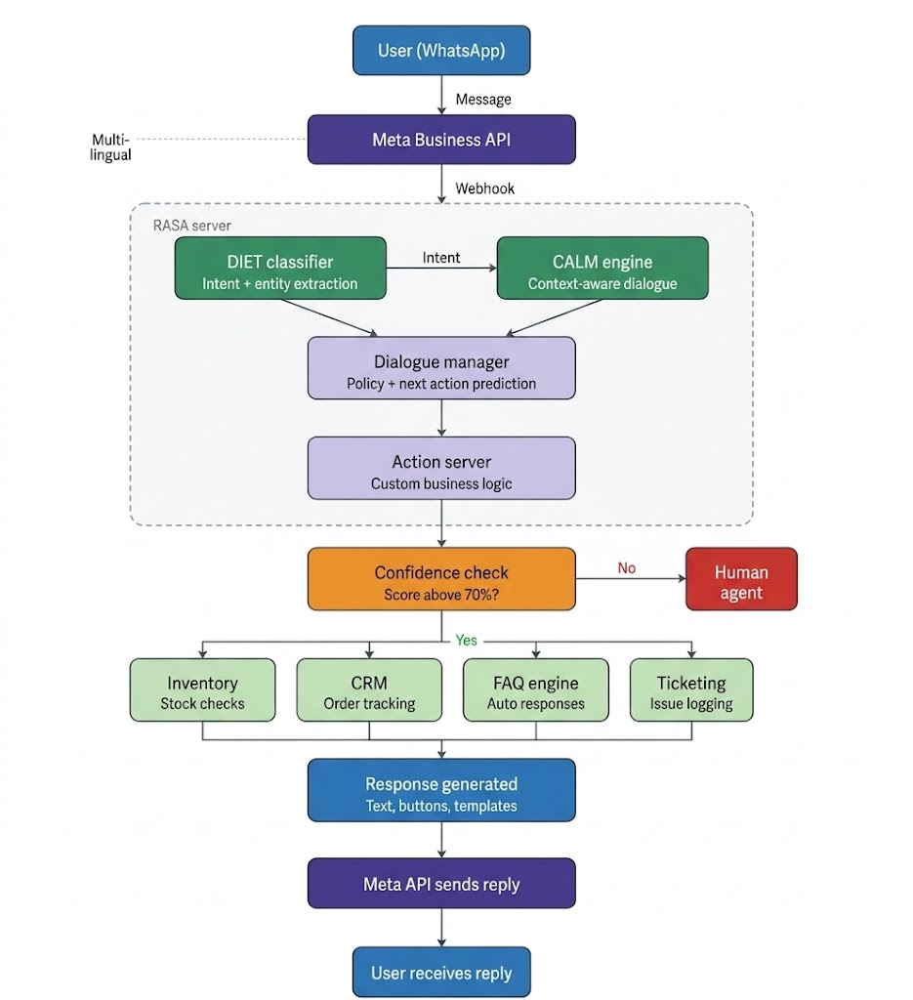 User (WhatsApp)
Message
Multi-
lingual
Meta Business API
Webhook
RASA server
DIET classifier
Intent + entity extraction
Intent
CALM engine
Context-aware dialogue
Dialogue manager
Policy + next action prediction
Action server
Custom business logic
Confidence check
Score above 70%?
No
Human
agent
Yes
Inventory
Stock checks
CRM
Order tracking
FAQ engine
Auto responses
Ticketing
Issue logging
Response generated
Text, buttons, templates
Meta API sends reply
User receives reply